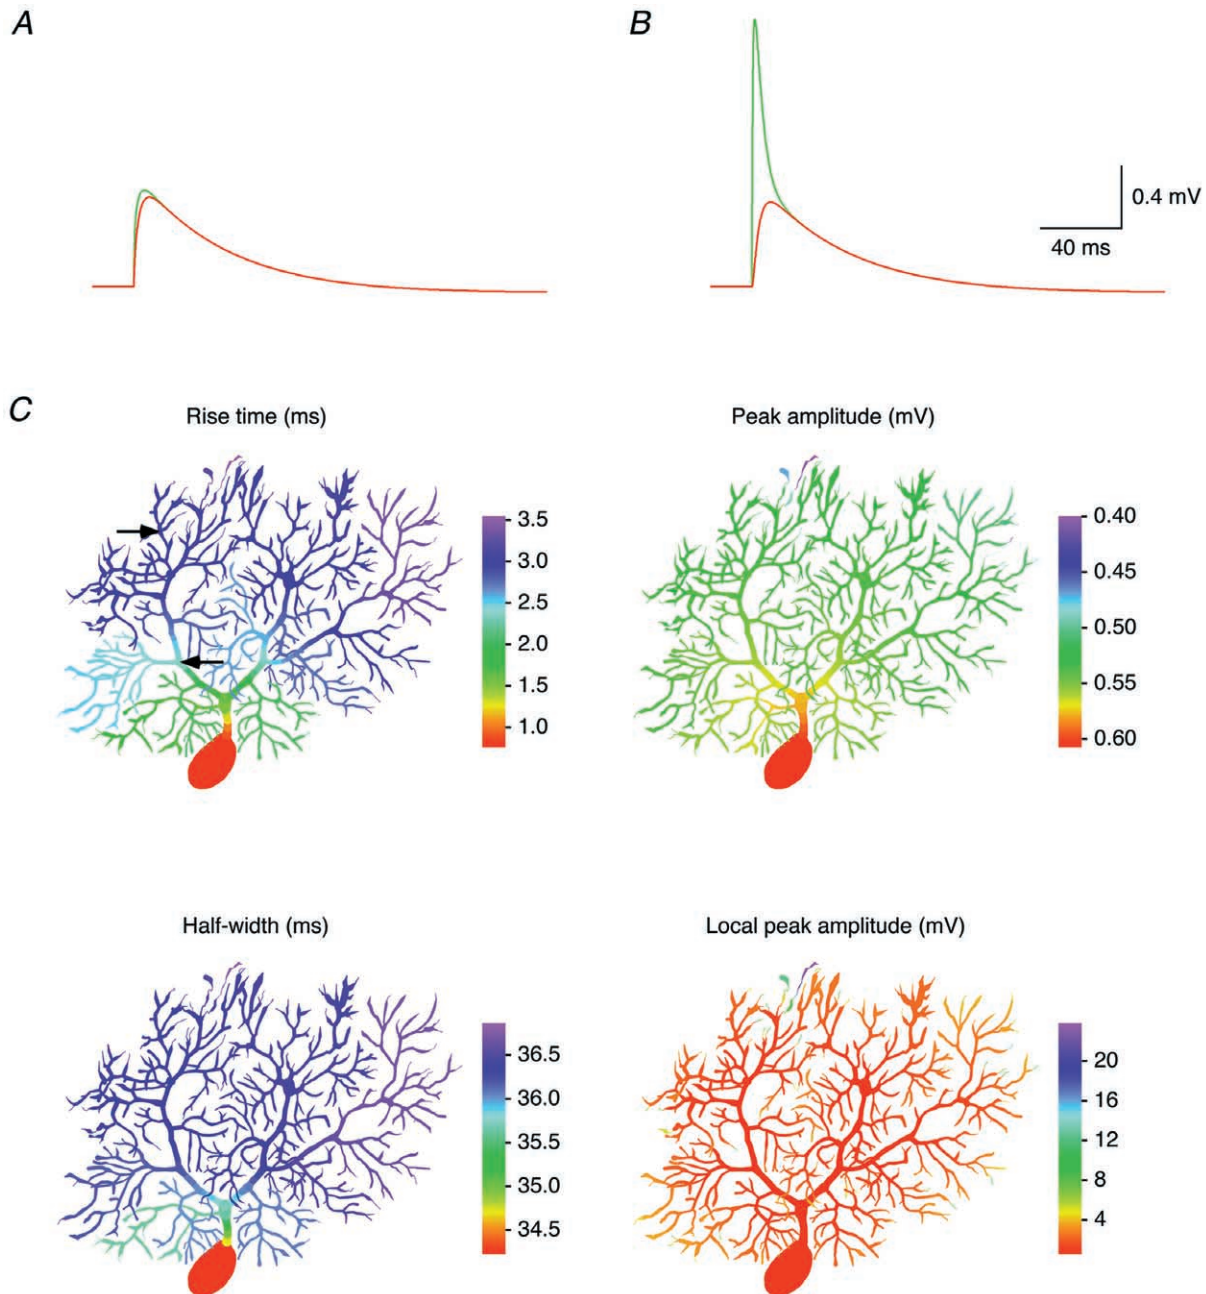 A
B
0.4 mV
40 ms
C
Rise time (ms)
3.5
3.0
2.5
2.0
1.5
1.0
Peak amplitude (mV)
0.40
0.45
0.50
0.55
0.60
Half-width (ms)
36.5
36.0
35.5
35.0
34.5
Local peak amplitude (mV)
20
16
12
8
4